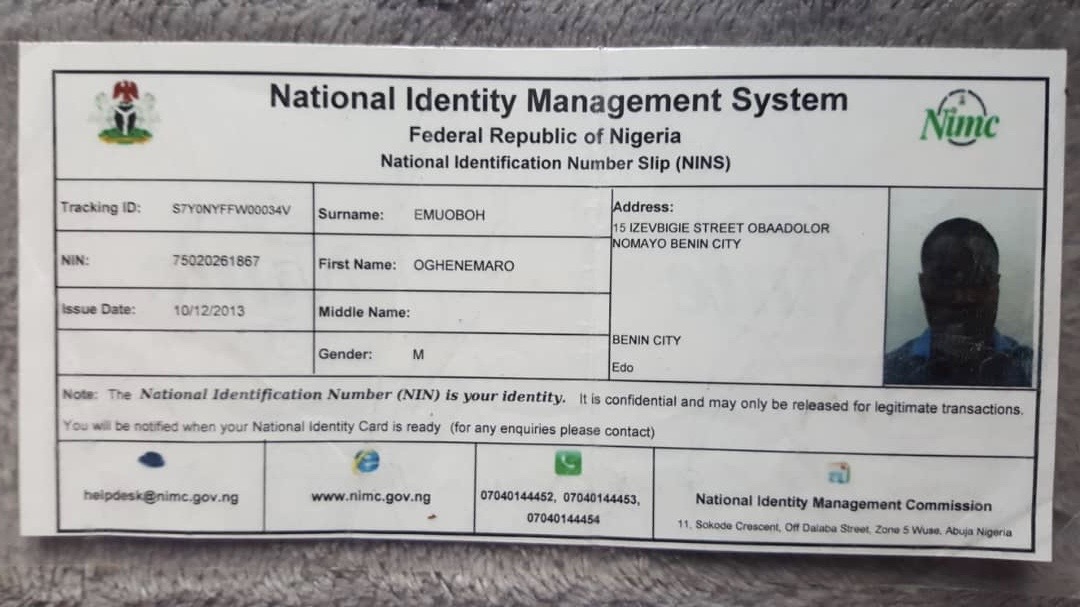 National Identity Management System
Federal Republic of Nigeria
National Identification Number Slip (NINS)
Nimc
Tracking ID: S7Y0NYFFW00034V
Surname: EMUOBOH
Address:
15 IZEVBIGIE STREET OBAADOLOR
NOMAYO BENIN CITY
NIN: 75020261867
First Name: OGHENEMARO
Issue Date: 10/12/2013
Middle Name:
BENIN CITY
Gender: M
Edo
Note: The National Identification Number (NIN) is your identity. It is confidential and may only be released for legitimate transactions.
You will be notified when your National Identity Card is ready (for any enquiries please contact)
helpdesk@nimc.gov.ng
www.nimc.gov.ng
07040144452, 07040144453,
07040144454
National Identity Management Commission
11, Sokode Crescent, Off Dalaba Street, Zone 5 Wuse, Abuja Nigeria